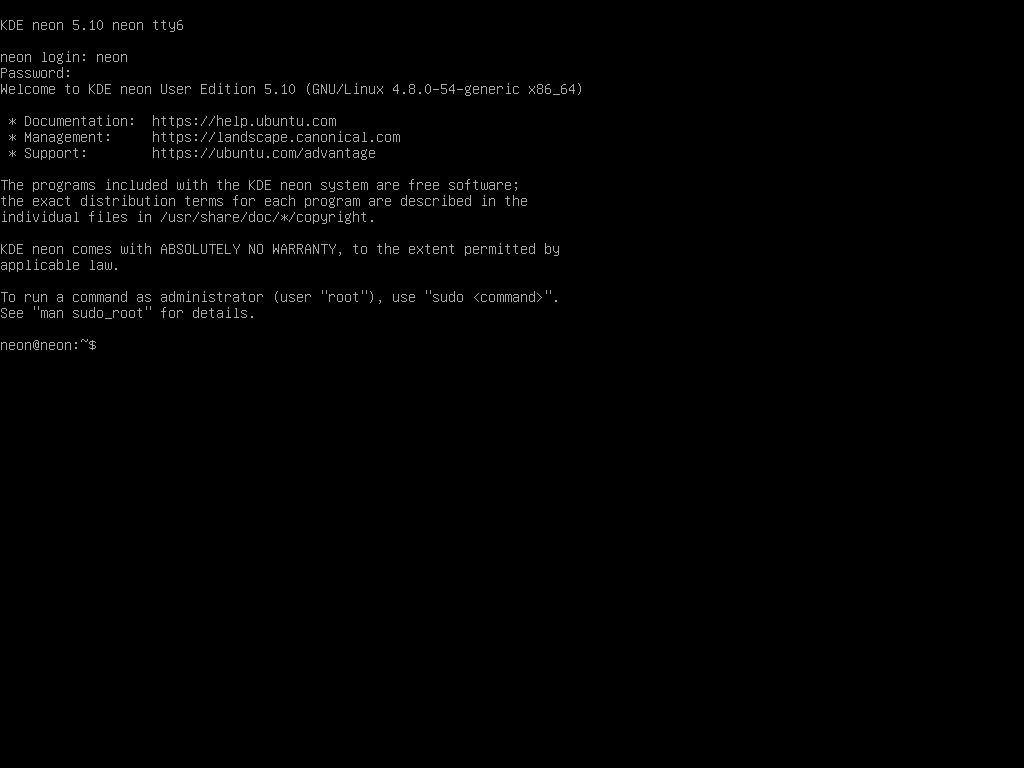 KDE neon 5.10 neon tty6
neon login: neon
Password:
Welcome to KDE neon User Edition 5.10 (GNU/Linux 4.8.0-54-generic x86_64)
* Documentation:  https://help.ubuntu.com
* Management:     https://landscape.canonical.com
* Support:        https://ubuntu.com/advantage
The programs included with the KDE neon system are free software;
the exact distribution terms for each program are described in the
individual files in /usr/share/doc/*/copyright.
KDE neon comes with ABSOLUTELY NO WARRANTY, to the extent permitted by
applicable law.
To run a command as administrator (user "root"), use "sudo <command>".
See "man sudo_root" for details.
neon@neon:~$